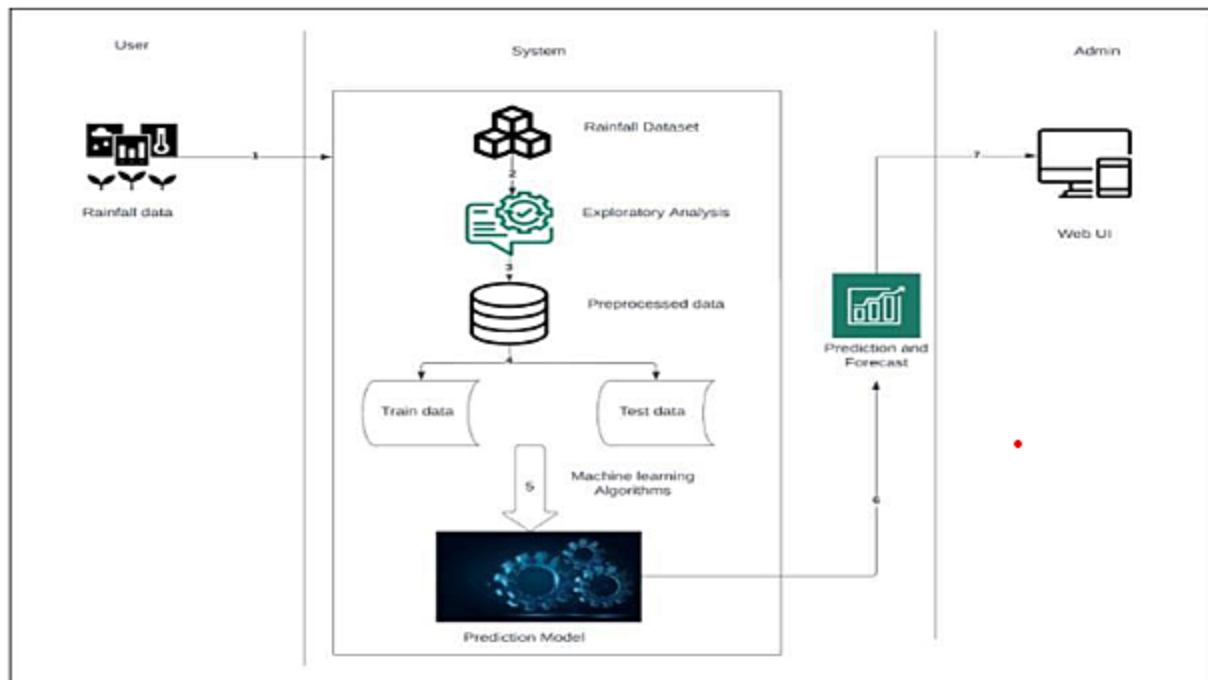 User
System
Admin
Rainfall Dataset
1
7
2
Rainfall data
Exploratory Analysis
Web UI
3
Preprocessed data
Prediction and
Forecast
4
Train data
Test data
Machine learning
Algorithms
5
6
Prediction Model